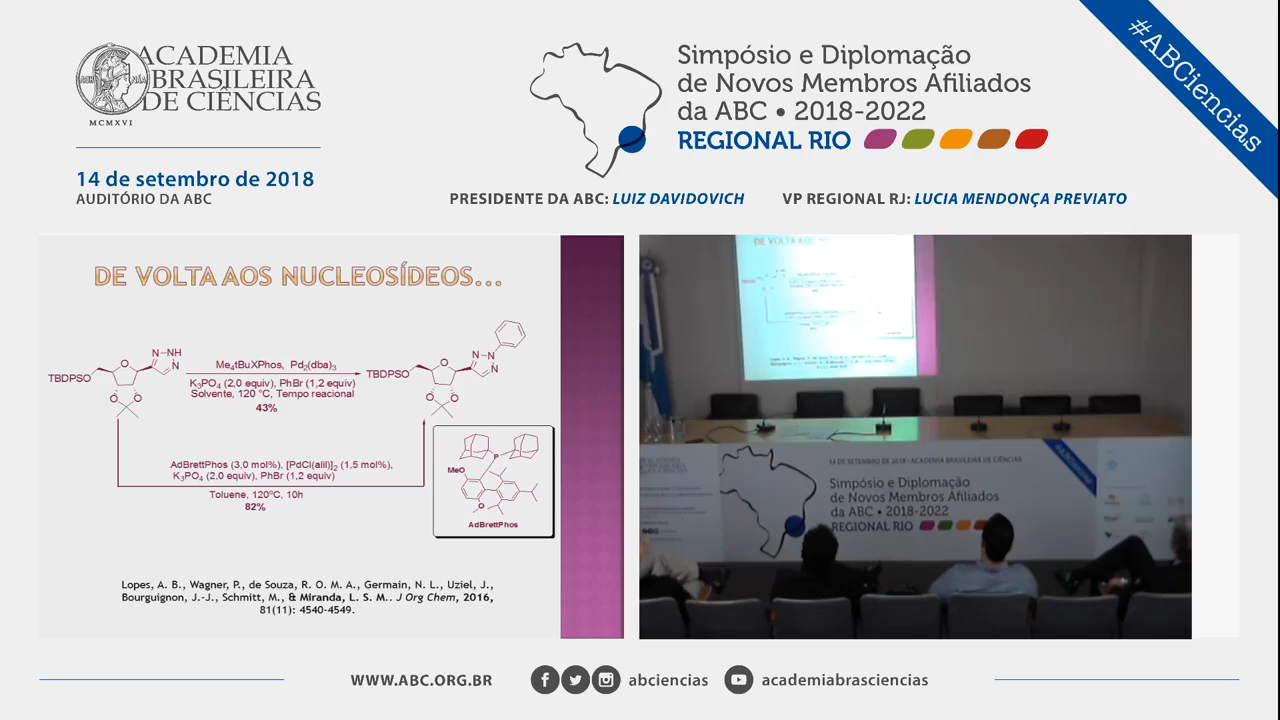 ACADEMIA
BRASILEIRA
DE CIÊNCIAS
MCMXVI
14 de setembro de 2018
AUDITÓRIO DA ABC
Simpósio e Diplomação
de Novos Membros Afiliados
da ABC • 2018-2022
REGIONAL RIO
#ABCiencias
PRESIDENTE DA ABC: LUIZ DAVIDOVICH
VP REGIONAL RJ: LUCIA MENDONÇA PREVIATO
DE VOLTA AOS NUCLEOSÍDEOS...
TBDPSO
O
N
NH
N
O
O
Me4tBuXPhos, Pd2(dba)3
K3PO4 (2,0 equiv), PhBr (1,2 equiv)
Solvente, 120 °C, Tempo reacional
43%
TBDPSO
O
N
N
N
O
O
AdBrettPhos (3,0 mol%), [PdCl(alil)]2 (1,5 mol%),
K3PO4 (2,0 equiv), PhBr (1,2 equiv)
Toluene, 120ºC, 10h
82%
P
MeO
O
AdBrettPhos
Lopes, A. B., Wagner, P., de Souza, R. O. M. A., Germain, N. L., Uziel, J.,
Bourguignon, J.-J., Schmitt, M., & Miranda, L. S. M.. J Org Chem, 2016,
81(11): 4540-4549.
14 DE SETEMBRO DE 2018 • ACADEMIA BRASILEIRA DE CIÊNCIAS
Simpósio e Diplomação
de Novos Membros Afiliados
da ABC • 2018-2022
REGIONAL RIO
WWW.ABC.ORG.BR
abciencias
academiabrasciencias